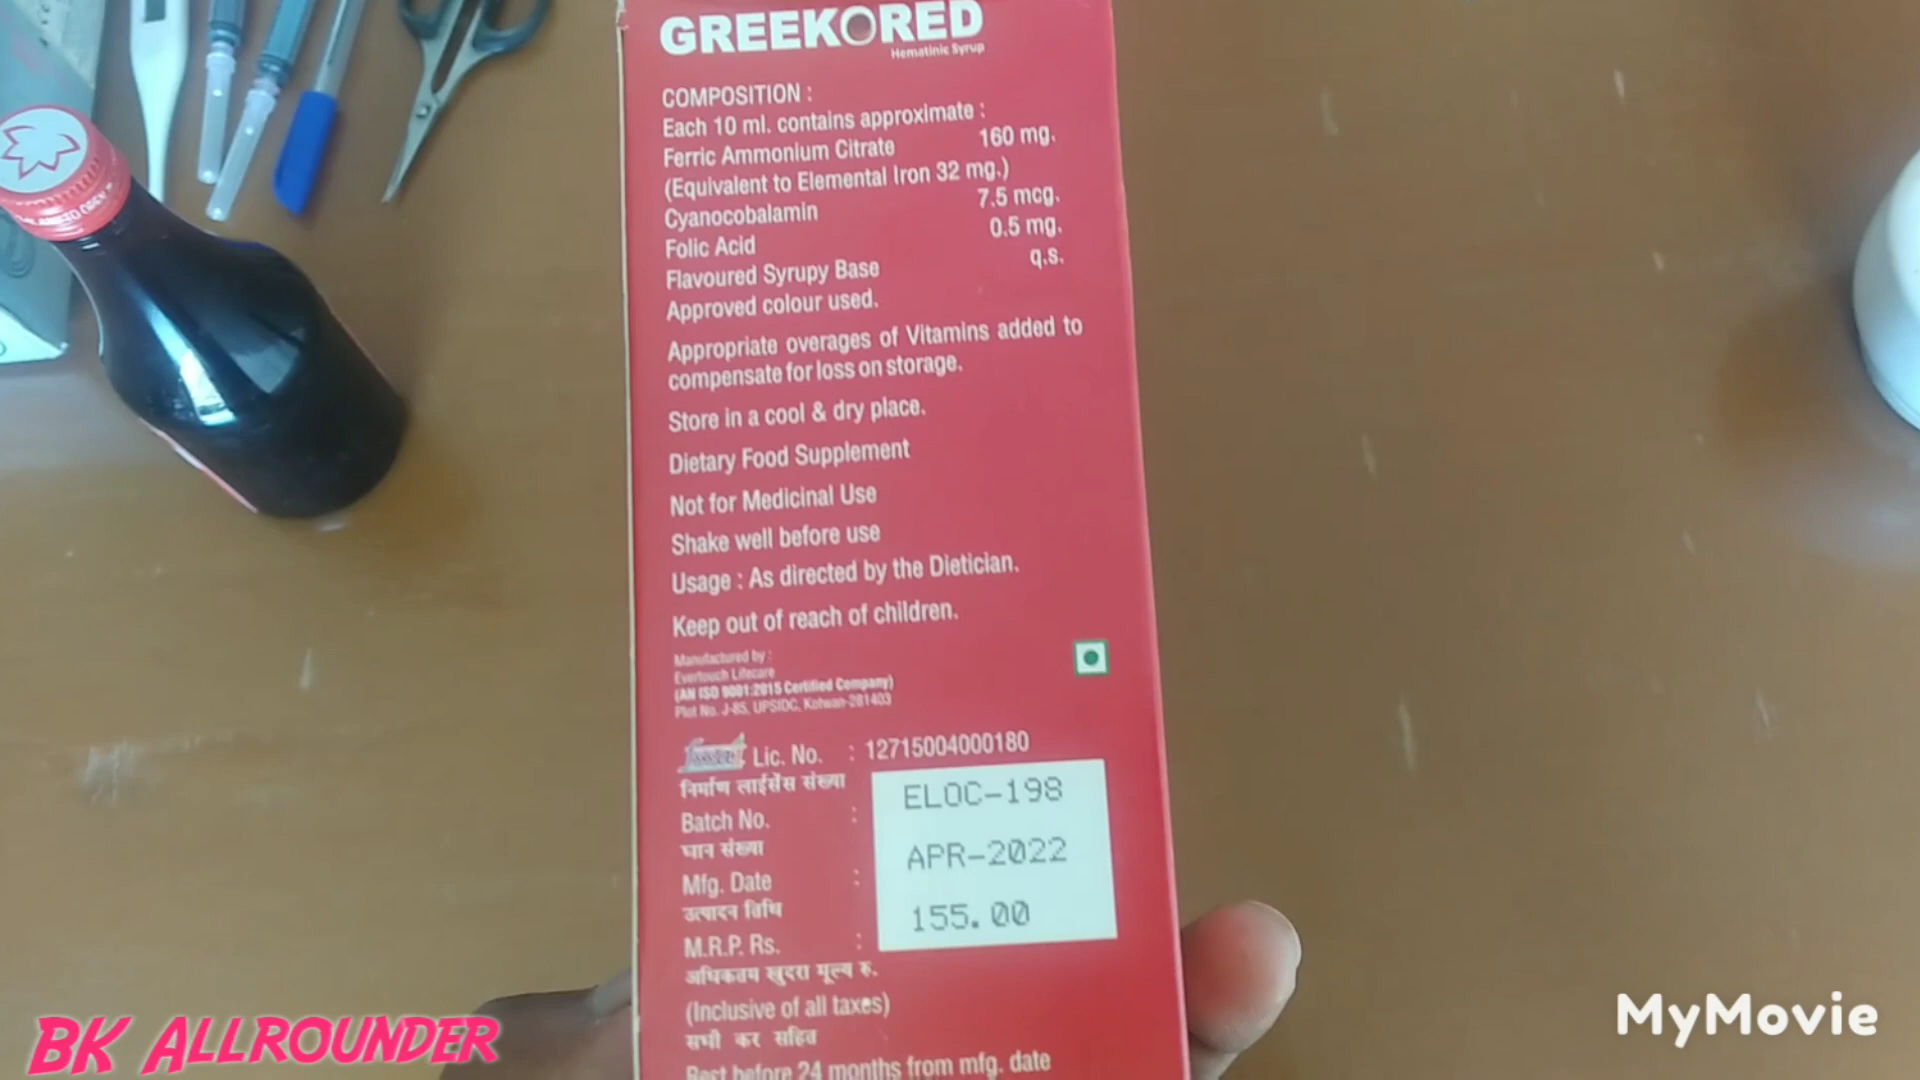 GREEKORED
Hematinic Syrup
COMPOSITION :
Each 10 ml. contains approximate :
Ferric Ammonium Citrate 160 mg.
(Equivalent to Elemental Iron 32 mg.)
Cyanocobalamin 7.5 mcg.
Folic Acid 0.5 mg.
Flavoured Syrupy Base q.s.
Approved colour used.
Appropriate overages of Vitamins added to
compensate for loss on storage.
Store in a cool & dry place.
Dietary Food Supplement
Not for Medicinal Use
Shake well before use
Usage : As directed by the Dietician.
Keep out of reach of children.
Manufactured by :
Evertouch Lifecare
(AN ISO 9001:2015 Certified Company)
Plot No. J-85, UPSIDC, Kotwan-281403
Lic. No. : 12715004000180
निर्माण लाईसेंस संख्या
Batch No. : ELOC-198
घान संख्या
Mfg. Date : APR-2022
उत्पादन तिथि
M.R.P. Rs. : 155.00
अधिकतम खुदरा मूल्य रु.
(Inclusive of all taxes)
सभी कर सहित
Best before 24 months from mfg. date
BK ALLROUNDER
MyMovie